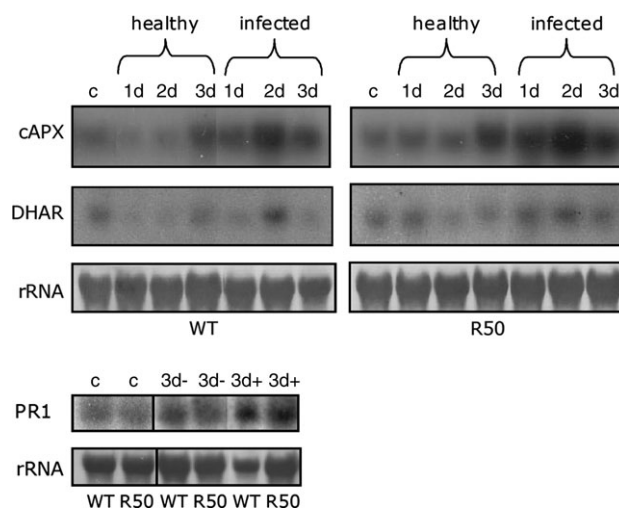 healthy infected healthy infected
c 1d 2d 3d 1d 2d 3d c 1d 2d 3d 1d 2d 3d
cAPX
DHAR
rRNA
WT R50
c c 3d- 3d- 3d+ 3d+
PR1
rRNA
WT R50 WT R50 WT R50